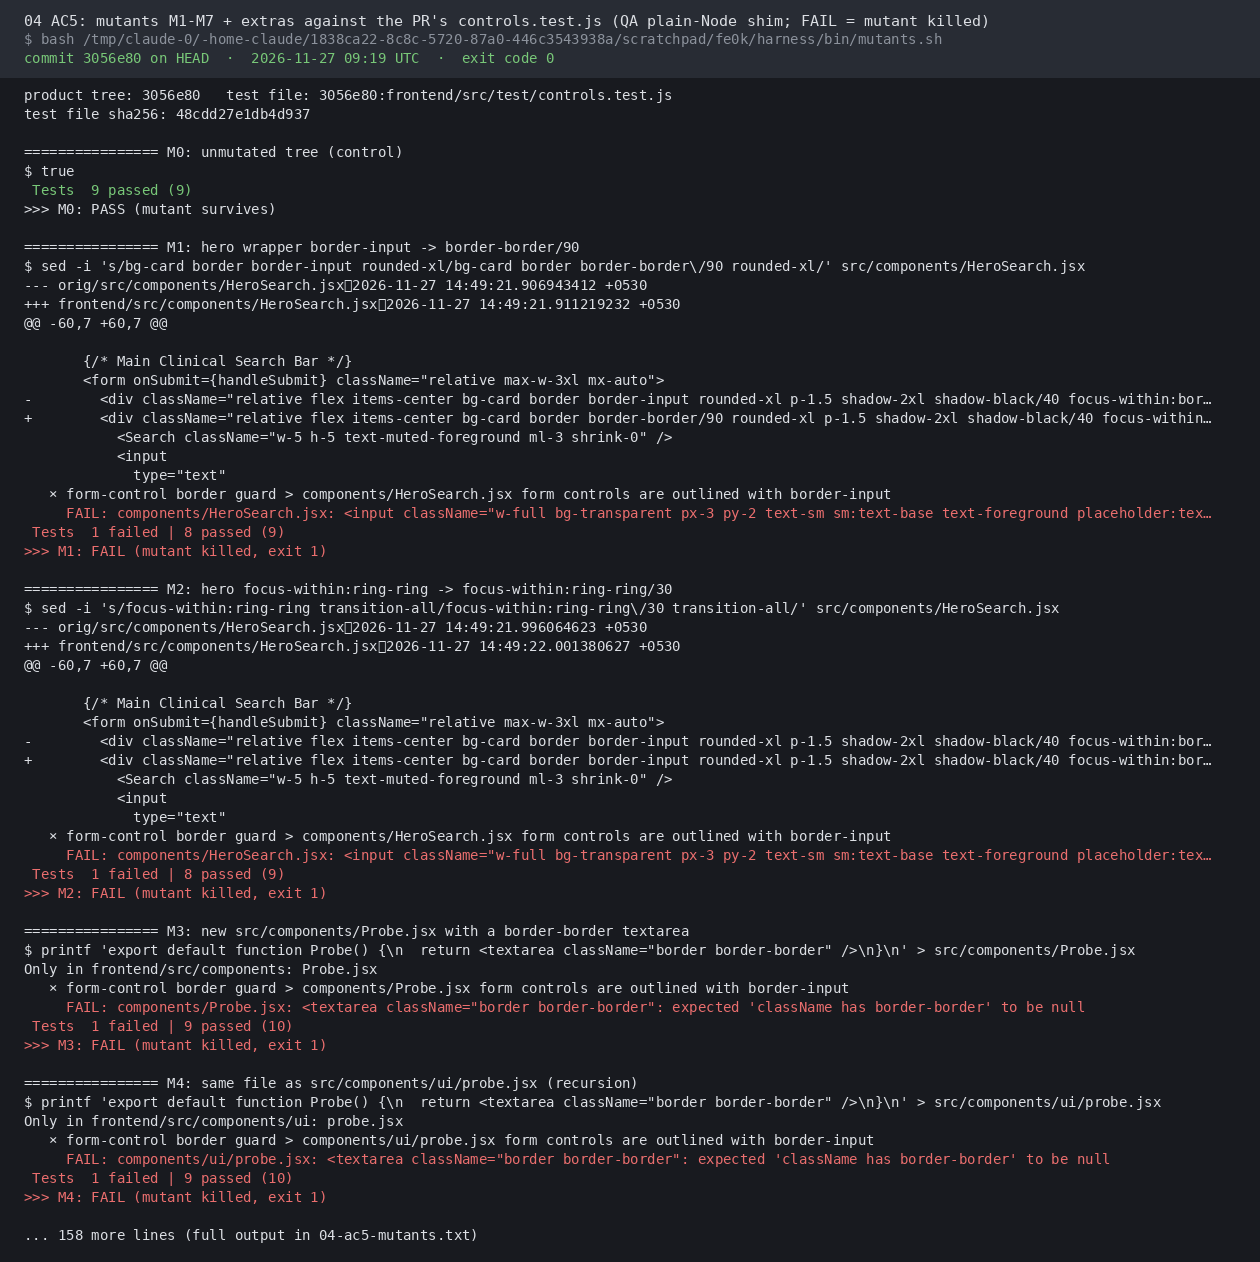 04 AC5: mutants M1-M7 + extras against the PR's controls.test.js (QA plain-Node shim; FAIL = mutant killed)
$ bash /tmp/claude-0/-home-claude/1838ca22-8c8c-5720-87a0-446c3543938a/scratchpad/fe0k/harness/bin/mutants.sh
commit 3056e80 on HEAD · 2026-11-27 09:19 UTC · exit code 0
product tree: 3056e80   test file: 3056e80:frontend/src/test/controls.test.js
test file sha256: 48cdd27e1db4d937
================ M0: unmutated tree (control)
$ true
 Tests  9 passed (9)
>>> M0: PASS (mutant survives)
================ M1: hero wrapper border-input -> border-border/90
$ sed -i 's/bg-card border border-input rounded-xl/bg-card border border-border\/90 rounded-xl/' src/components/HeroSearch.jsx
--- orig/src/components/HeroSearch.jsx	2026-11-27 14:49:21.906943412 +0530
+++ frontend/src/components/HeroSearch.jsx	2026-11-27 14:49:21.911219232 +0530
@@ -60,7 +60,7 @@
       {/* Main Clinical Search Bar */}
       <form onSubmit={handleSubmit} className="relative max-w-3xl mx-auto">
-        <div className="relative flex items-center bg-card border border-input rounded-xl p-1.5 shadow-2xl shadow-black/40 focus-within:bor…
+        <div className="relative flex items-center bg-card border border-border/90 rounded-xl p-1.5 shadow-2xl shadow-black/40 focus-within…
           <Search className="w-5 h-5 text-muted-foreground ml-3 shrink-0" />
           <input
             type="text"
   × form-control border guard > components/HeroSearch.jsx form controls are outlined with border-input
     FAIL: components/HeroSearch.jsx: <input className="w-full bg-transparent px-3 py-2 text-sm sm:text-base text-foreground placeholder:tex…
 Tests  1 failed | 8 passed (9)
>>> M1: FAIL (mutant killed, exit 1)
================ M2: hero focus-within:ring-ring -> focus-within:ring-ring/30
$ sed -i 's/focus-within:ring-ring transition-all/focus-within:ring-ring\/30 transition-all/' src/components/HeroSearch.jsx
--- orig/src/components/HeroSearch.jsx	2026-11-27 14:49:21.996064623 +0530
+++ frontend/src/components/HeroSearch.jsx	2026-11-27 14:49:22.001380627 +0530
@@ -60,7 +60,7 @@
       {/* Main Clinical Search Bar */}
       <form onSubmit={handleSubmit} className="relative max-w-3xl mx-auto">
-        <div className="relative flex items-center bg-card border border-input rounded-xl p-1.5 shadow-2xl shadow-black/40 focus-within:bor…
+        <div className="relative flex items-center bg-card border border-input rounded-xl p-1.5 shadow-2xl shadow-black/40 focus-within:bor…
           <Search className="w-5 h-5 text-muted-foreground ml-3 shrink-0" />
           <input
             type="text"
   × form-control border guard > components/HeroSearch.jsx form controls are outlined with border-input
     FAIL: components/HeroSearch.jsx: <input className="w-full bg-transparent px-3 py-2 text-sm sm:text-base text-foreground placeholder:tex…
 Tests  1 failed | 8 passed (9)
>>> M2: FAIL (mutant killed, exit 1)
================ M3: new src/components/Probe.jsx with a border-border textarea
$ printf 'export default function Probe() {\n  return <textarea className="border border-border" />\n}\n' > src/components/Probe.jsx
Only in frontend/src/components: Probe.jsx
   × form-control border guard > components/Probe.jsx form controls are outlined with border-input
     FAIL: components/Probe.jsx: <textarea className="border border-border": expected 'className has border-border' to be null
 Tests  1 failed | 9 passed (10)
>>> M3: FAIL (mutant killed, exit 1)
================ M4: same file as src/components/ui/probe.jsx (recursion)
$ printf 'export default function Probe() {\n  return <textarea className="border border-border" />\n}\n' > src/components/ui/probe.jsx
Only in frontend/src/components/ui: probe.jsx
   × form-control border guard > components/ui/probe.jsx form controls are outlined with border-input
     FAIL: components/ui/probe.jsx: <textarea className="border border-border": expected 'className has border-border' to be null
 Tests  1 failed | 9 passed (10)
>>> M4: FAIL (mutant killed, exit 1)
... 158 more lines (full output in 04-ac5-mutants.txt)